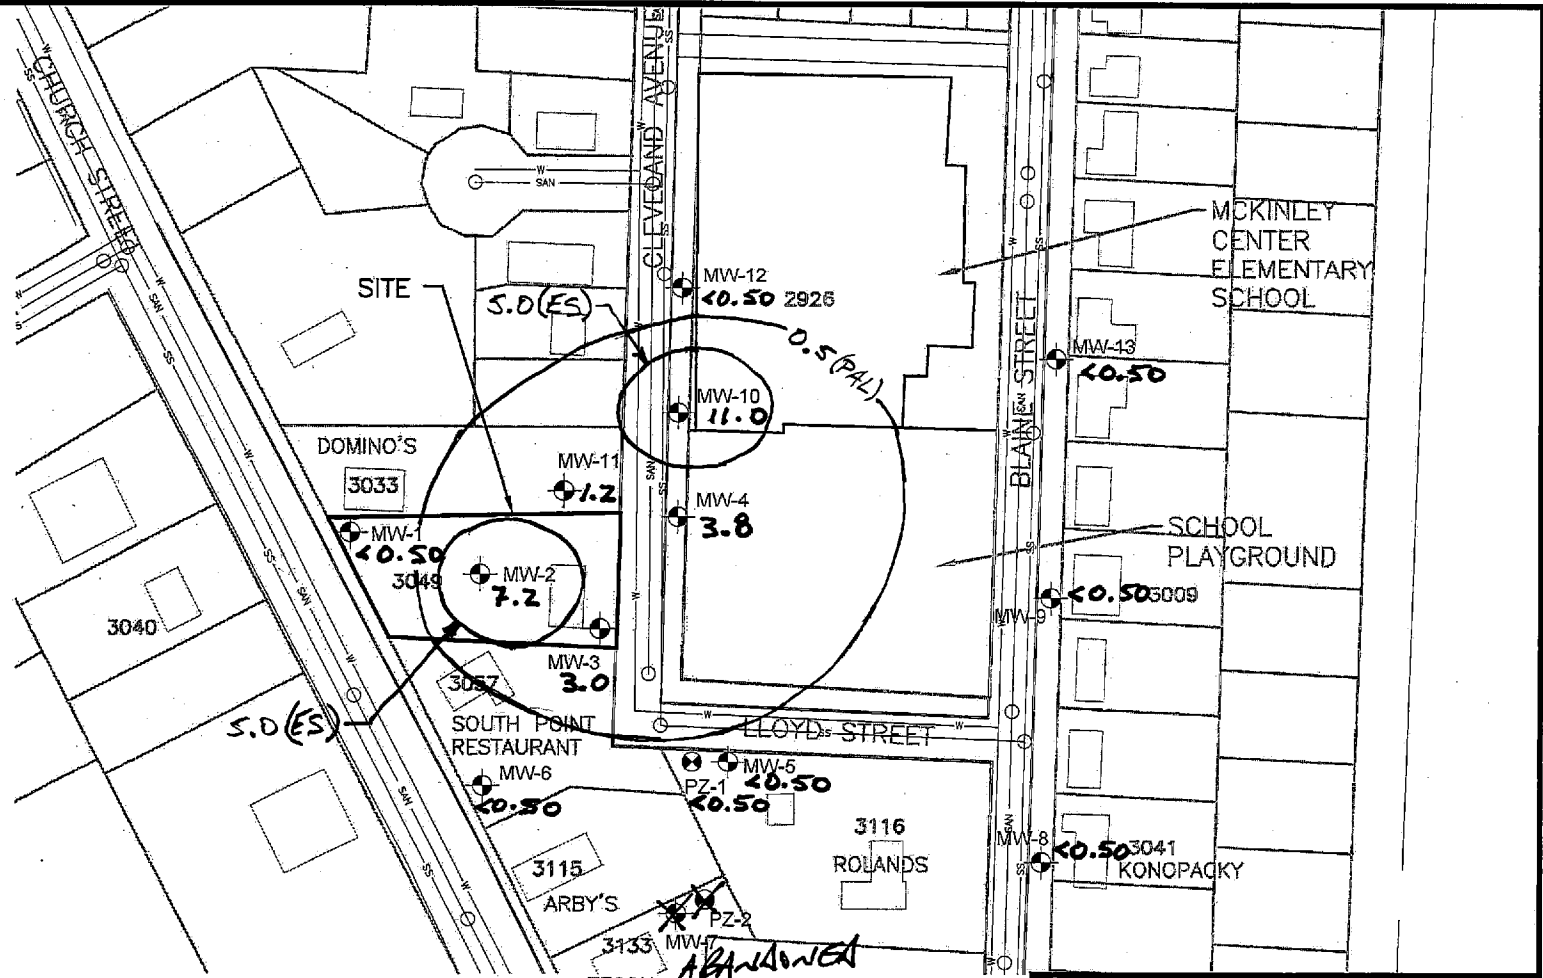 CHURCH STREET
CLEVELAND AVENUE
W
SAN
SS
MCKINLEY
CENTER
ELEMENTARY
SCHOOL
SITE
5.0 (ES)
MW-12
<0.50 2926
0.5 (PAL)
BLAINE STREET
MW-13
<0.50
MW-10
11.0
DOMINO'S
3033
MW-11
1.2
MW-4
3.8
SCHOOL
PLAYGROUND
MW-1
<0.50
3049
MW-2
7.2
<0.50 3009
MW-9
3040
MW-3
3.0
3057
5.0 (ES)
SOUTH POINT
RESTAURANT
LLOYD STREET
MW-6
<0.50
MW-5
<0.50
PZ-1
<0.50
3116
ROLANDS
MW-8
<0.50 3041
KONOPACKY
3115
ARBY'S
PZ-2
3133
MW-7
ABANDONED